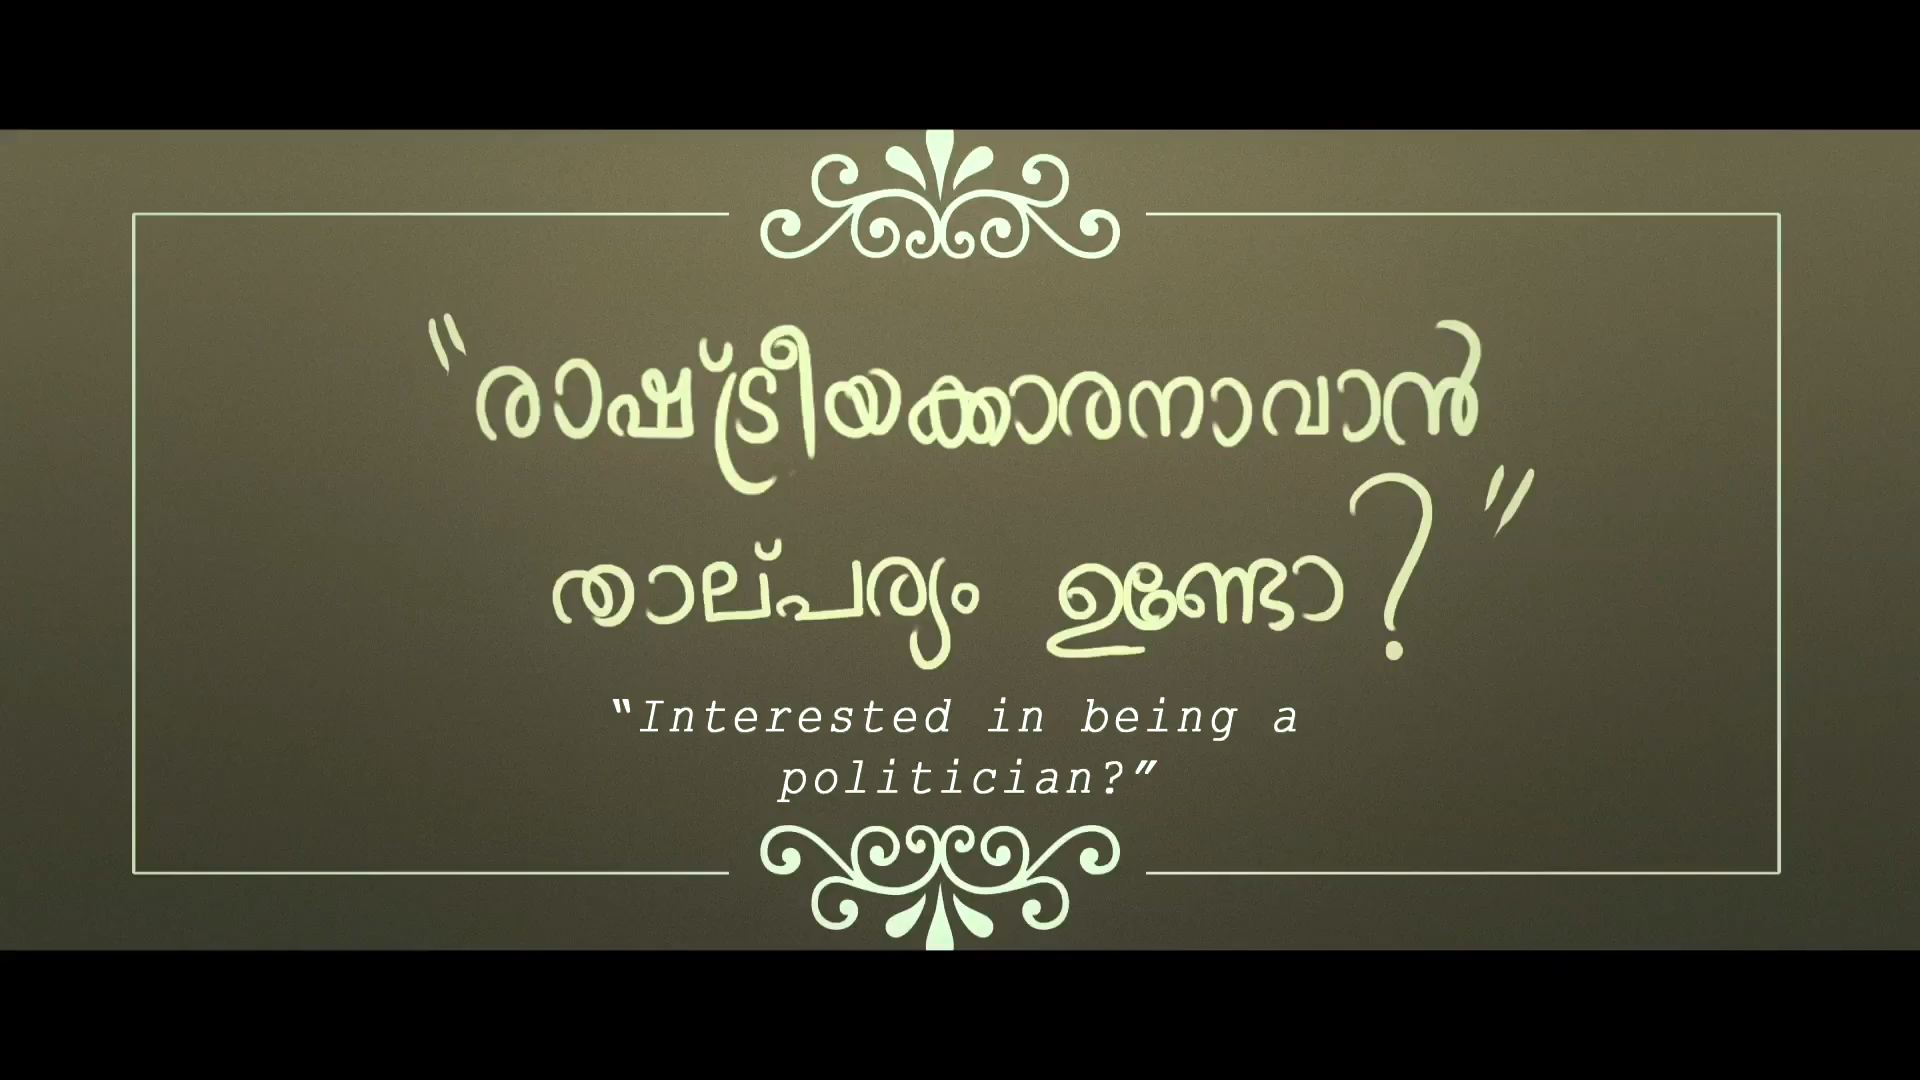 "രാഷ്ട്രീയക്കാരനാവാൻ
താല്പര്യം ഉണ്ടോ?"
“Interested in being a
politician?”